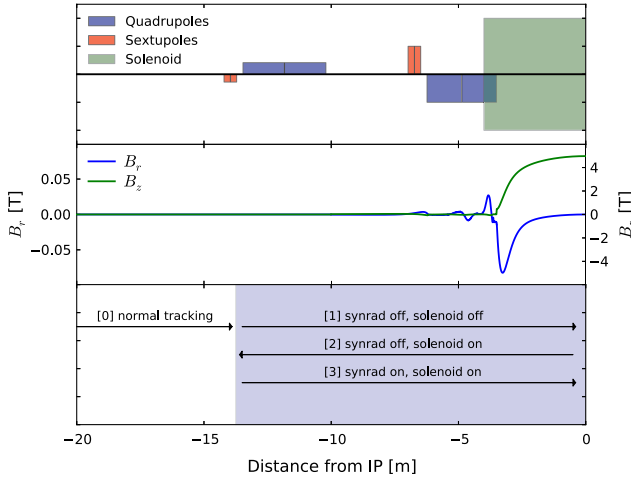 Quadrupoles
Sextupoles
Solenoid
B_r
B_z
0.05
0.00
−0.05
B_r [T]
4
2
0
−2
−4
[0] normal tracking
[1] synrad off, solenoid off
[2] synrad off, solenoid on
[3] synrad on, solenoid on
−20
−15
−10
−5
0
Distance from IP [m]